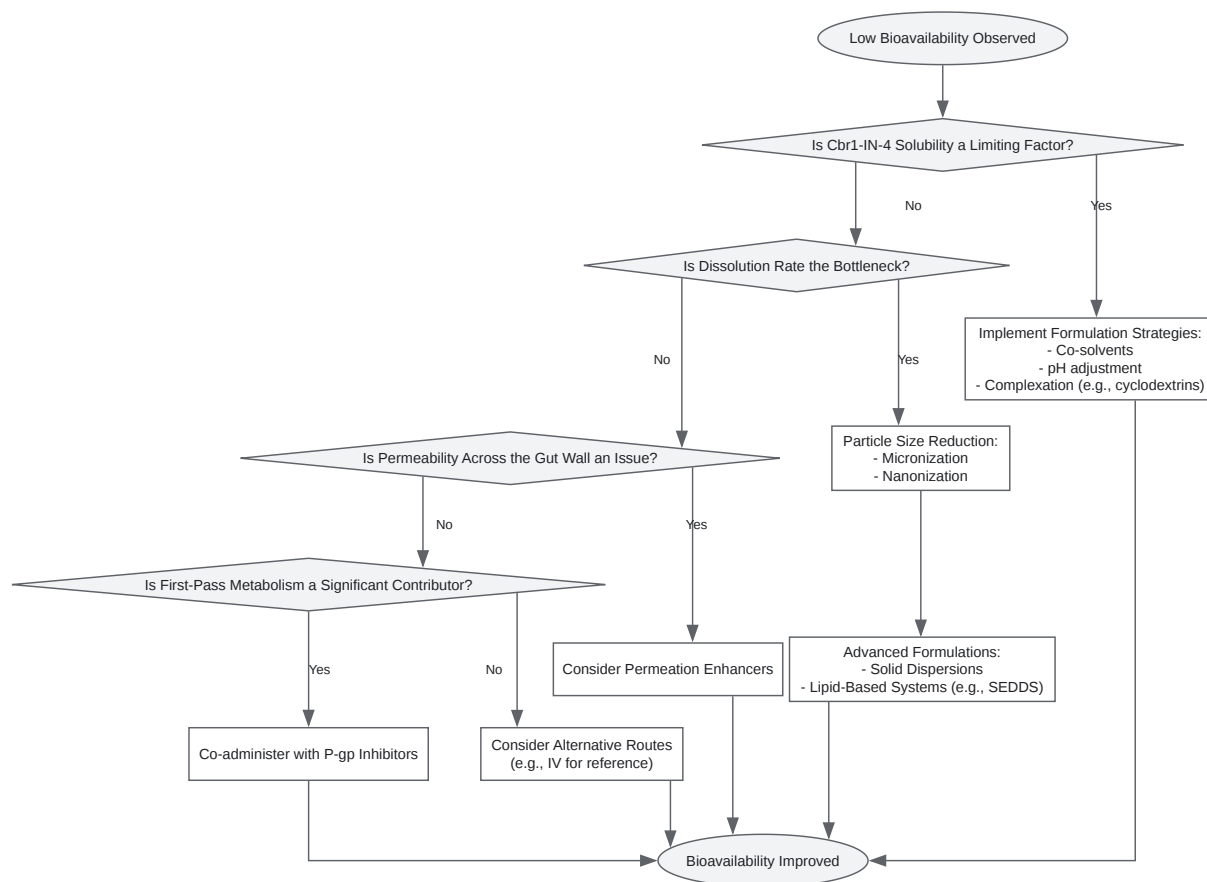 Low Bioavailability Observed
Is Cbr1-IN-4 Solubility a Limiting Factor?
No
Yes
Is Dissolution Rate the Bottleneck?
Implement Formulation Strategies:
- Co-solvents
- pH adjustment
- Complexation (e.g., cyclodextrins)
No
Yes
Particle Size Reduction:
- Micronization
- Nanonization
Is Permeability Across the Gut Wall an Issue?
No
Yes
Is First-Pass Metabolism a Significant Contributor?
Yes
No
Consider Permeation Enhancers
Advanced Formulations:
- Solid Dispersions
- Lipid-Based Systems (e.g., SEDDS)
Co-administer with P-gp Inhibitors
Consider Alternative Routes
(e.g., IV for reference)
Bioavailability Improved